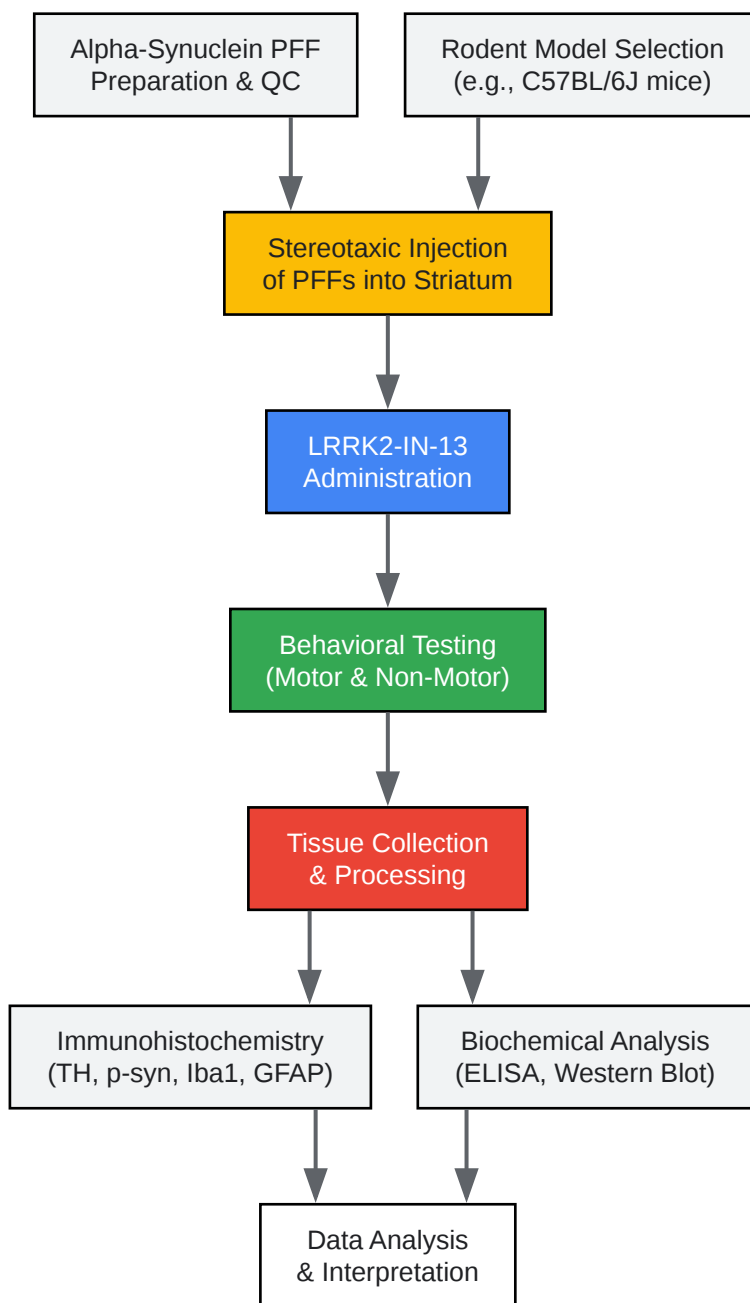 Alpha-Synuclein PFF
Preparation & QC
Rodent Model Selection
(e.g., C57BL/6J mice)
Stereotaxic Injection
of PFFs into Striatum
LRRK2-IN-13
Administration
Behavioral Testing
(Motor & Non-Motor)
Tissue Collection
& Processing
Immunohistochemistry
(TH, p-syn, Iba1, GFAP)
Biochemical Analysis
(ELISA, Western Blot)
Data Analysis
& Interpretation